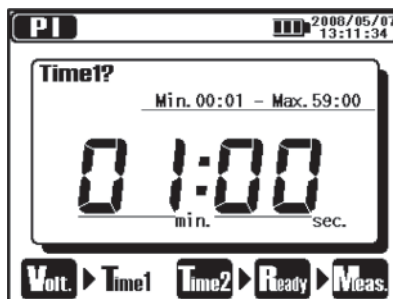 PI
2008/05/07
13:11:34
Time1?
Min.00:01 - Max.59:00
01:00
min. sec.
Volt. Time1 Time2 Ready Meas.